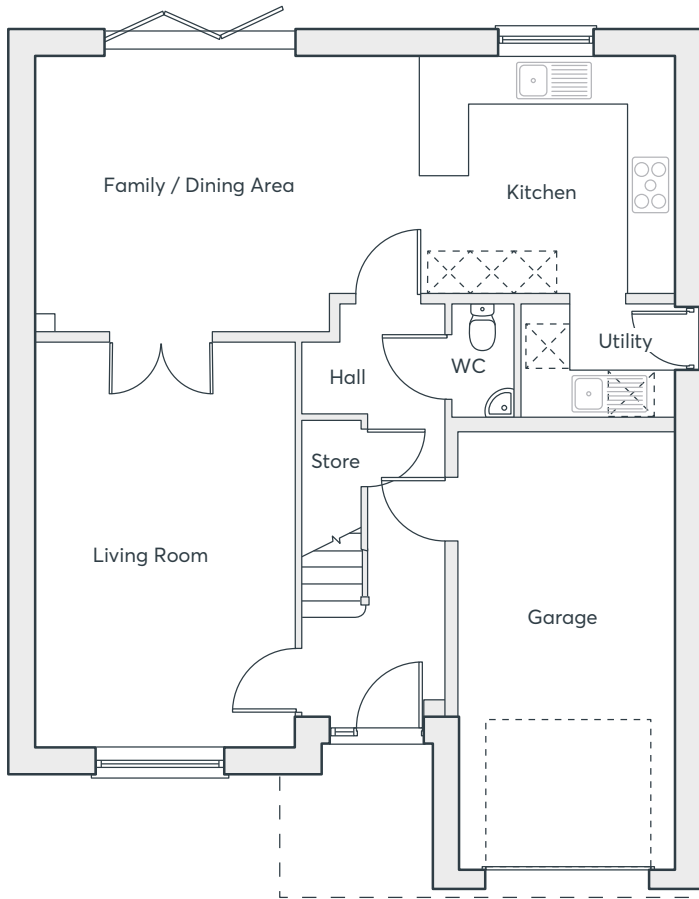 Family / Dining Area
Kitchen
Utility
WC
Hall
Store
Living Room
Garage